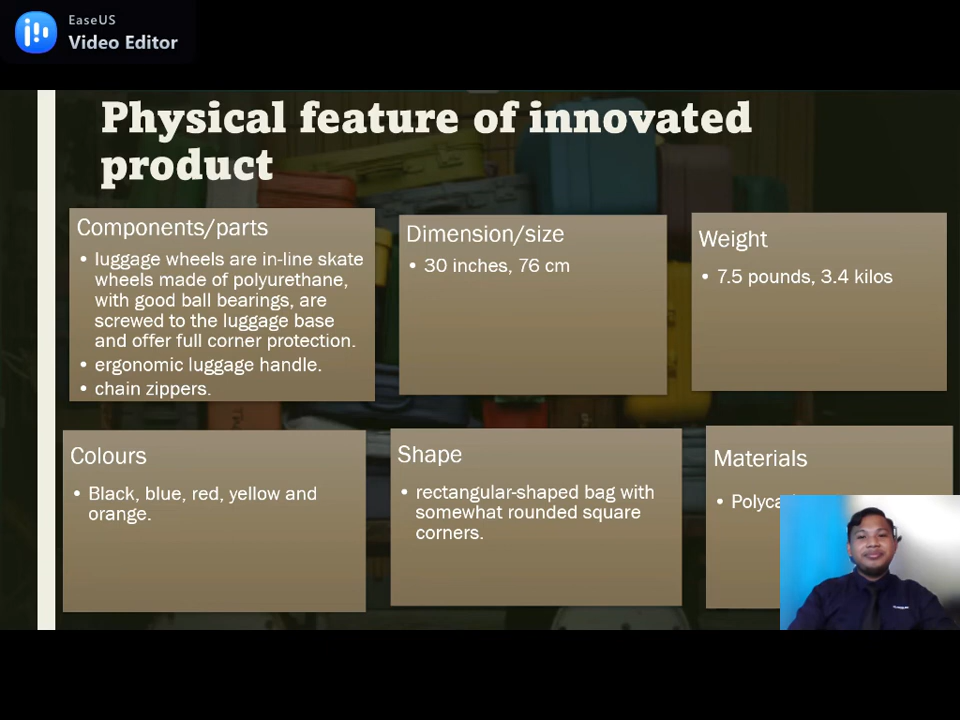 EaseUS
Video Editor
Physical feature of innovated
product
Components/parts
• luggage wheels are in-line skate
wheels made of polyurethane,
with good ball bearings, are
screwed to the luggage base
and offer full corner protection.
• ergonomic luggage handle.
• chain zippers.
Dimension/size
• 30 inches, 76 cm
Weight
• 7.5 pounds, 3.4 kilos
Colours
• Black, blue, red, yellow and
orange.
Shape
• rectangular-shaped bag with
somewhat rounded square
corners.
Materials